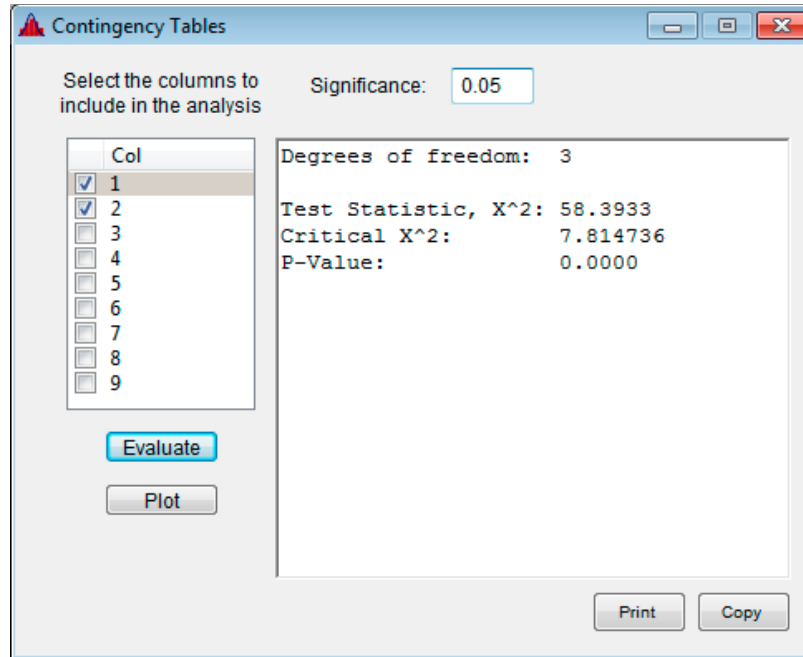 Contingency Tables
Select the columns to
include in the analysis
Significance: 0.05
Col
1
2
3
4
5
6
7
8
9
Evaluate
Plot
Degrees of freedom: 3
Test Statistic, X^2: 58.3933
Critical X^2: 7.814736
P-Value: 0.0000
Print
Copy